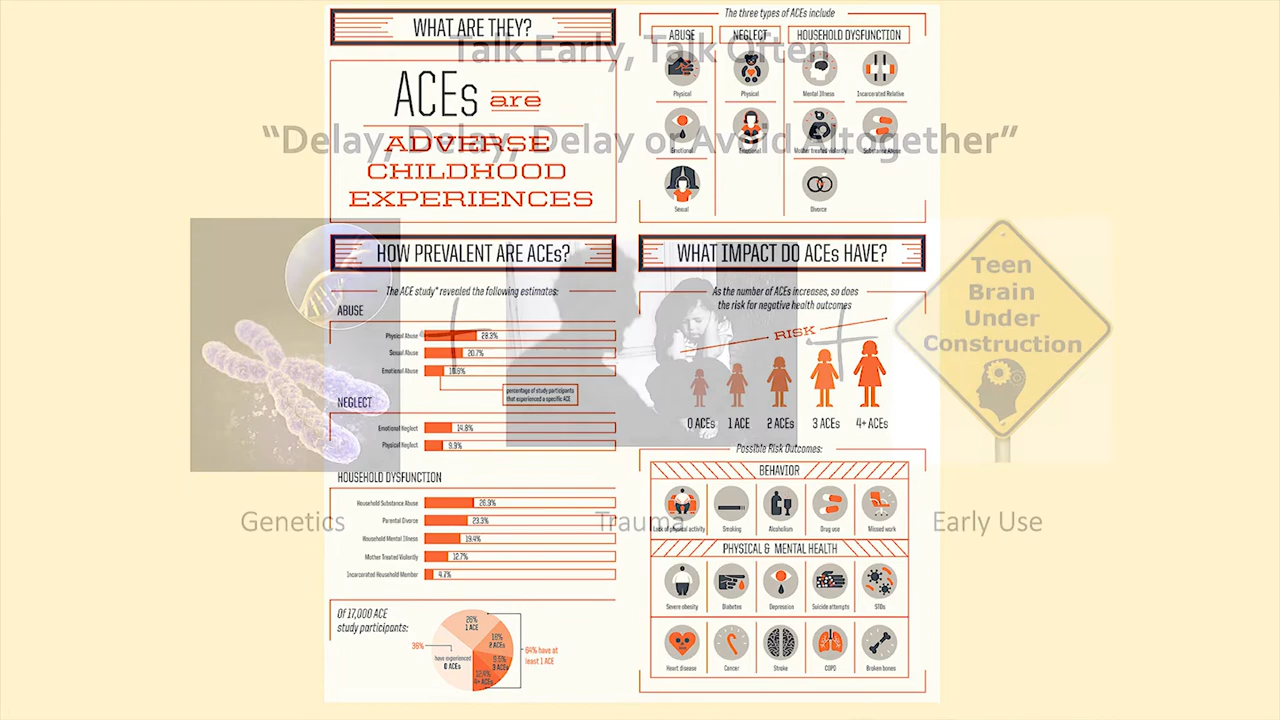 Talk Early, Talk Often
“Delay, Delay, Delay or Avoid Altogether”
WHAT ARE THEY?
ACEs are
ADVERSE
CHILDHOOD
EXPERIENCES
The three types of ACEs include
ABUSE NEGLECT HOUSEHOLD DYSFUNCTION
Physical Physical Mental Illness Incarcerated Relative
Emotional Emotional Mother treated violently Substance Abuse
Sexual Divorce
HOW PREVALENT ARE ACEs?
The ACE study* revealed the following estimates:
ABUSE
Physical Abuse 28.3%
Sexual Abuse 20.7%
Emotional Abuse 10.6%
percentage of study participants
that experienced a specific ACE
NEGLECT
Emotional Neglect 14.8%
Physical Neglect 9.9%
HOUSEHOLD DYSFUNCTION
Household Substance Abuse 26.9%
Parental Divorce 23.3%
Household Mental Illness 19.4%
Mother Treated Violently 12.7%
Incarcerated Household Member 4.7%
Of 17,000 ACE
study participants:
26%
1 ACE
16%
2 ACEs
9.5%
3 ACEs
12.4%
4+ ACEs
36%
have experienced
0 ACEs
64% have at
least 1 ACE
WHAT IMPACT DO ACEs HAVE?
As the number of ACEs increases, so does
the risk for negative health outcomes
RISK
0 ACEs 1 ACE 2 ACEs 3 ACEs 4+ ACEs
Possible Risk Outcomes:
BEHAVIOR
Lack of physical activity Smoking Alcoholism Drug use Missed work
PHYSICAL & MENTAL HEALTH
Severe obesity Diabetes Depression Suicide attempts STDs
Heart disease Cancer Stroke COPD Broken bones
Teen
Brain
Under
Construction
Genetics Trauma Early Use